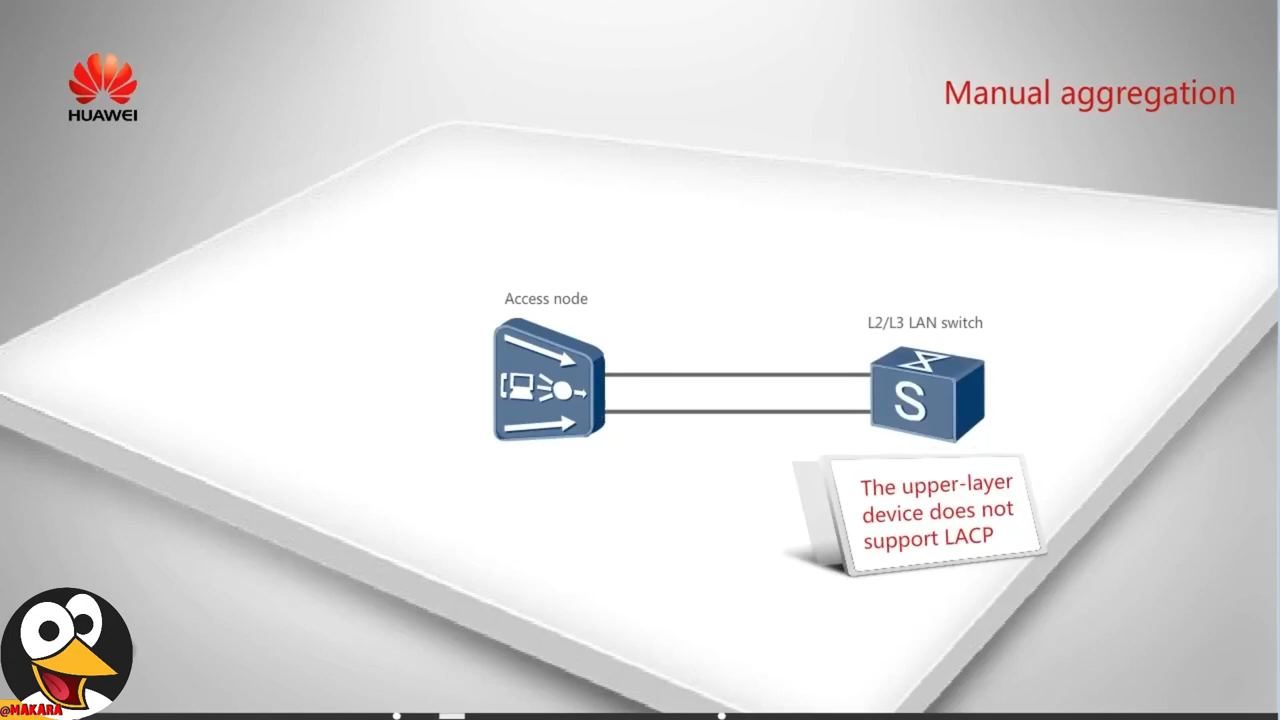 HUAWEI
Manual aggregation
Access node
L2/L3 LAN switch
S
The upper-layer
device does not
support LACP
@MAKARA